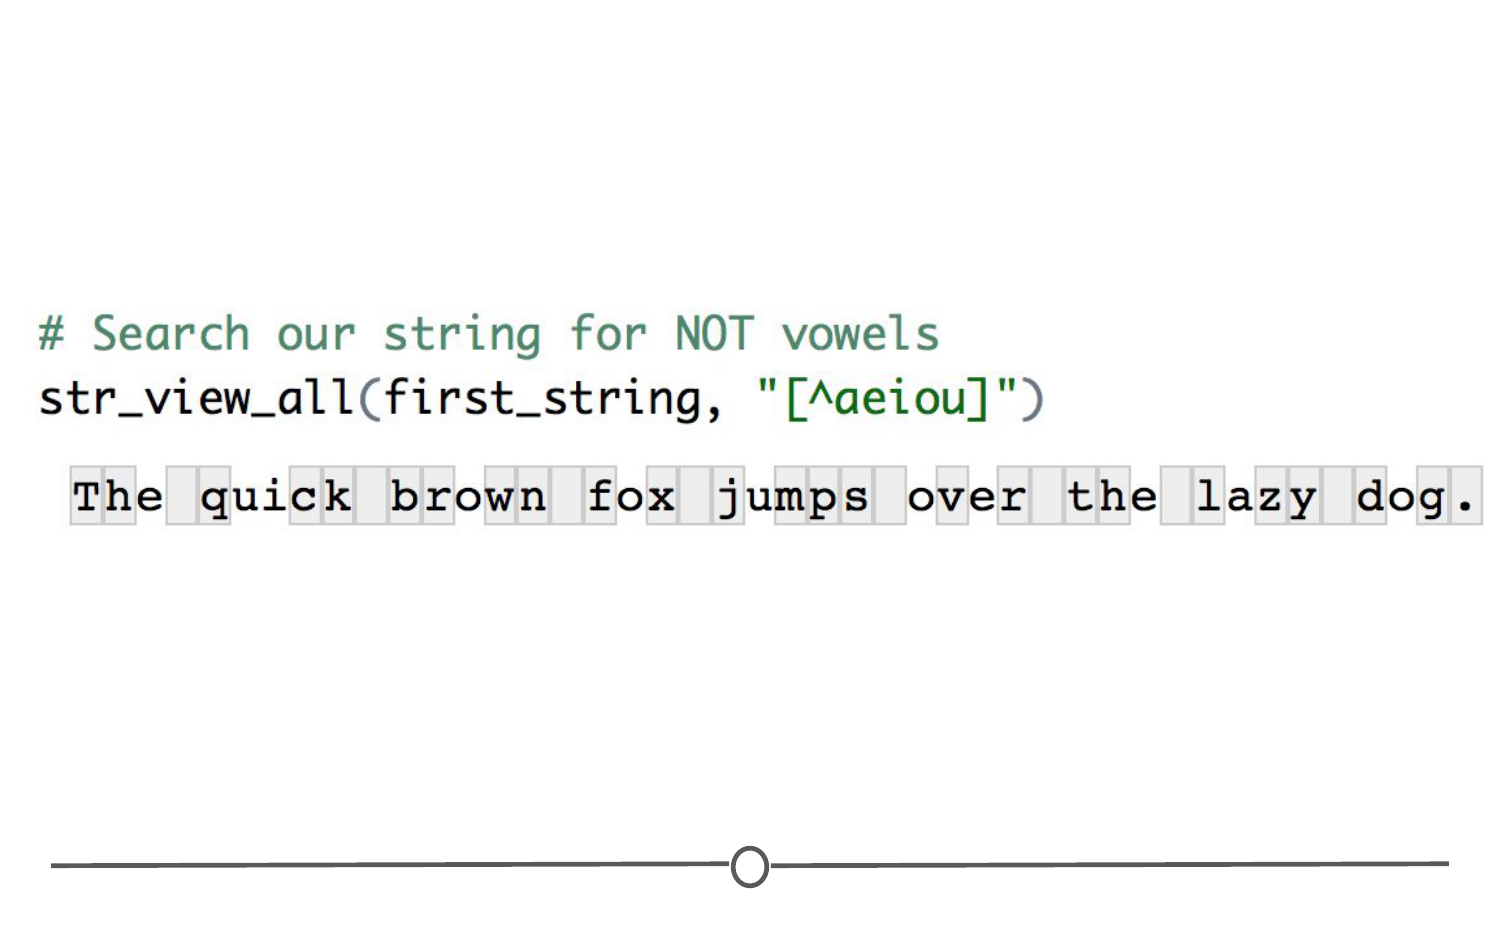 # Search our string for NOT vowels
str_view_all(first_string, "[^aeiou]")
The quick brown fox jumps over the lazy dog.